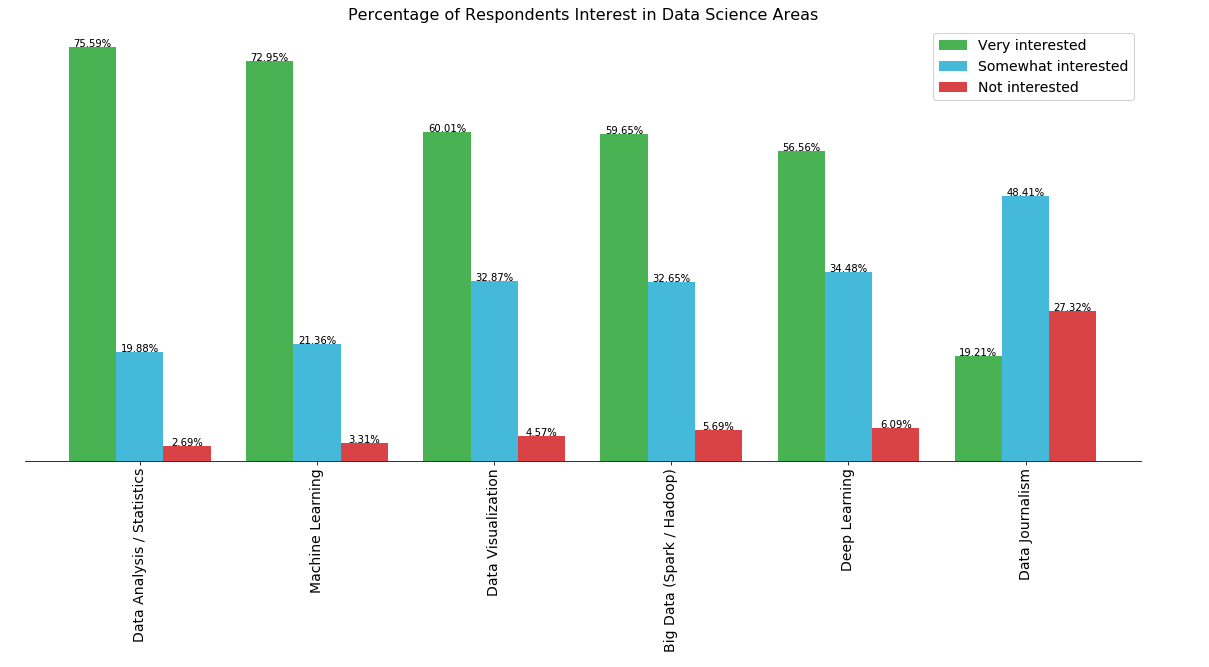 Percentage of Respondents Interest in Data Science Areas
Very interested
Somewhat interested
Not interested
75.59%
19.88%
2.69%
72.95%
21.36%
3.31%
60.01%
32.87%
4.57%
59.65%
32.65%
5.69%
56.56%
34.48%
6.09%
19.21%
48.41%
27.32%
Data Analysis / Statistics
Machine Learning
Data Visualization
Big Data (Spark / Hadoop)
Deep Learning
Data Journalism